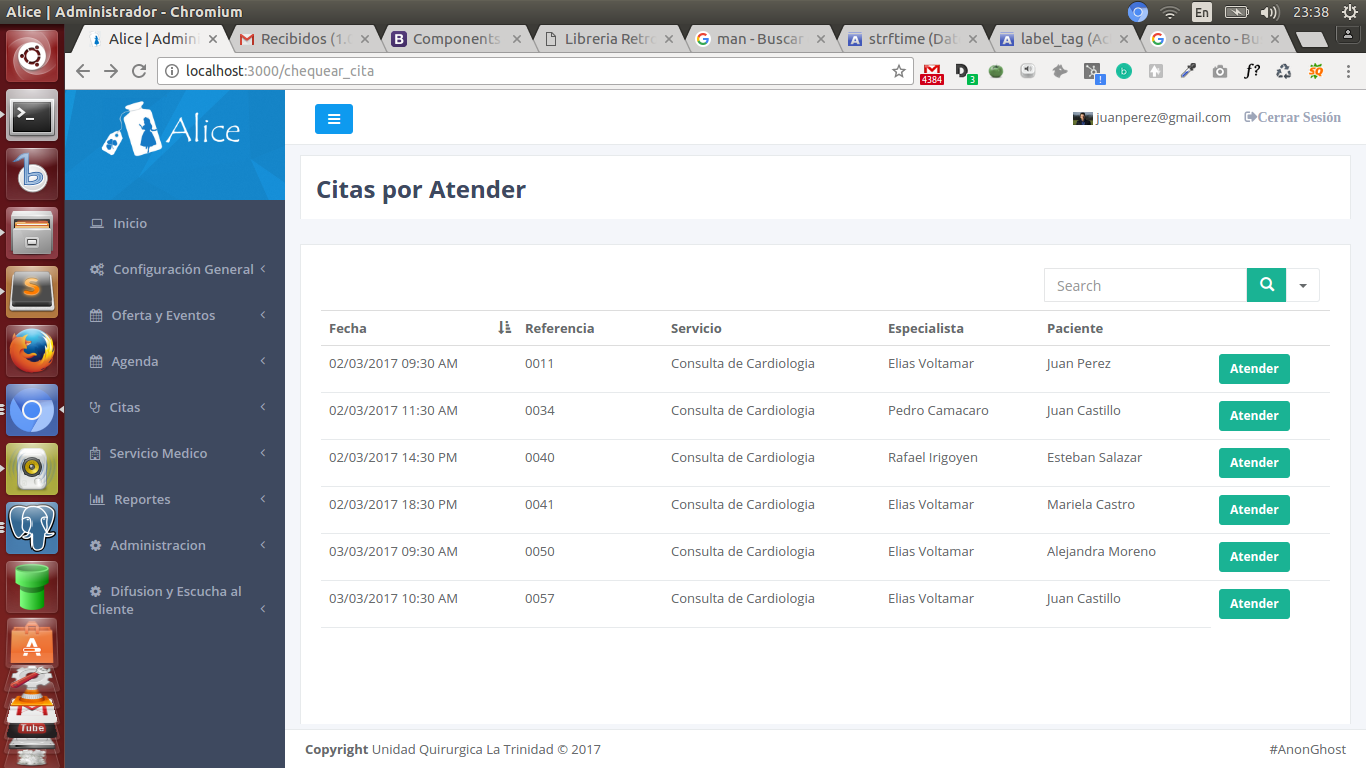 Alice | Administrador - Chromium
En
23:38
Alice | Admin
Recibidos (1.
Components
Libreria Retro
man - Buscar
strftime (Dat
label_tag (Ac
o acento - Bu
localhost:3000/chequear_cita
4384
3
f?
Alice
juanperez@gmail.com
Cerrar Sesión
Citas por Atender
Inicio
Configuración General
Oferta y Eventos
Agenda
Citas
Servicio Medico
Reportes
Administracion
Difusion y Escucha al
Cliente
Search
Fecha Referencia Servicio Especialista Paciente
02/03/2017 09:30 AM 0011 Consulta de Cardiologia Elias Voltamar Juan Perez Atender
02/03/2017 11:30 AM 0034 Consulta de Cardiologia Pedro Camacaro Juan Castillo Atender
02/03/2017 14:30 PM 0040 Consulta de Cardiologia Rafael Irigoyen Esteban Salazar Atender
02/03/2017 18:30 PM 0041 Consulta de Cardiologia Elias Voltamar Mariela Castro Atender
03/03/2017 09:30 AM 0050 Consulta de Cardiologia Elias Voltamar Alejandra Moreno Atender
03/03/2017 10:30 AM 0057 Consulta de Cardiologia Elias Voltamar Juan Castillo Atender
Tube
Copyright Unidad Quirurgica La Trinidad © 2017
#AnonGhost